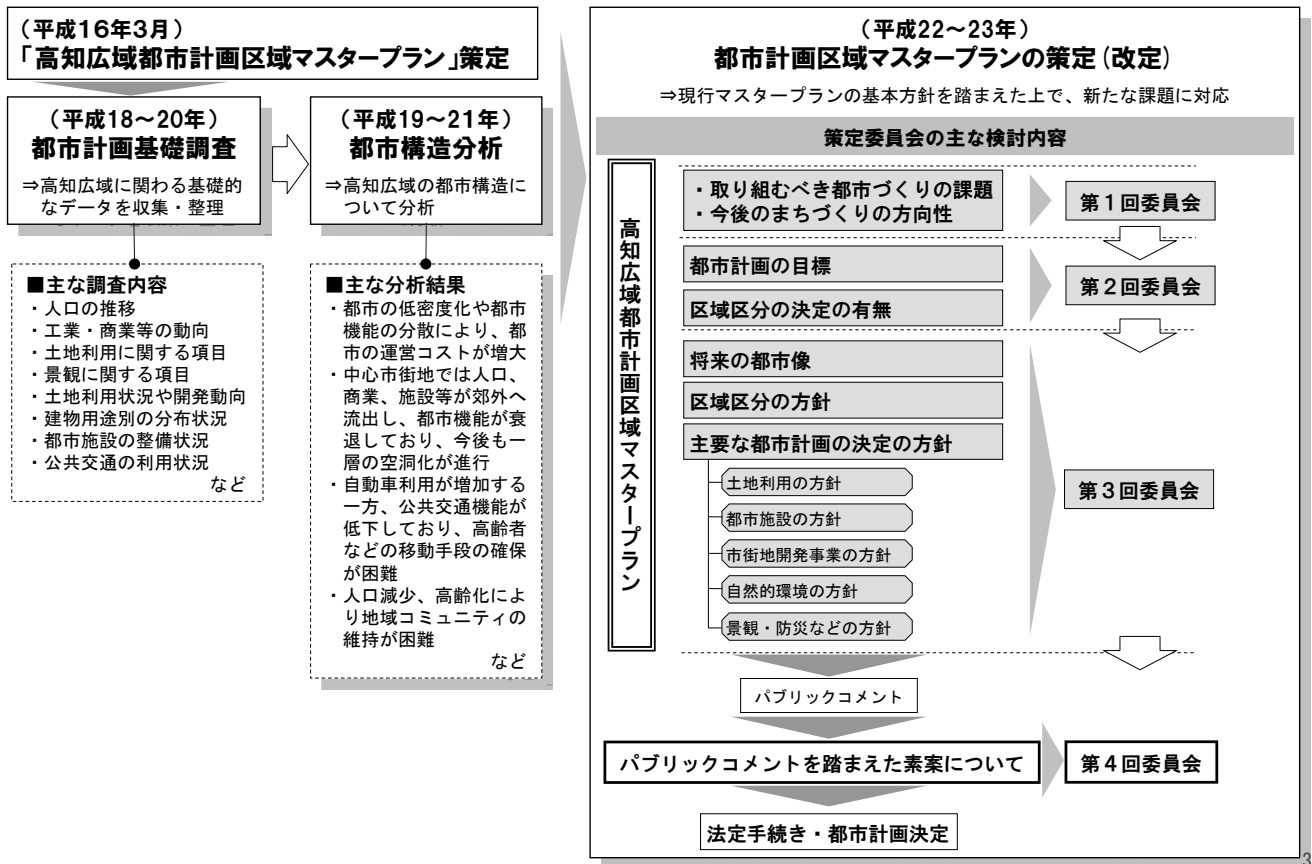 （平成１６年３月）
「高知広域都市計画区域マスタープラン」策定
（平成18～20年）
都市計画基礎調査
⇒高知広域に関わる基礎的
なデータを収集・整理
■主な調査内容
・人口の推移
・工業・商業等の動向
・土地利用に関する項目
・景観に関する項目
・土地利用状況や開発動向
・建物用途別の分布状況
・都市施設の整備状況
・公共交通の利用状況
など
（平成19～21年）
都市構造分析
⇒高知広域の都市構造に
ついて分析
■主な分析結果
・都市の低密度化や都市
機能の分散により、都
市の運営コストが増大
・中心市街地では人口、
商業、施設等が郊外へ
流出し、都市機能が衰
退しており、今後も一
層の空洞化が進行
・自動車利用が増加する
一方、公共交通機能が
低下しており、高齢者
などの移動手段の確保
が困難
・人口減少、高齢化によ
り地域コミュニティの
維持が困難
など
（平成22～23年）
都市計画区域マスタープランの策定（改定）
⇒現行マスタープランの基本方針を踏まえた上で、新たな課題に対応
策定委員会の主な検討内容
高知広域都市計画区域マスタープラン
・取り組むべき都市づくりの課題
・今後のまちづくりの方向性
第１回委員会
都市計画の目標
区域区分の決定の有無
第２回委員会
将来の都市像
区域区分の方針
主要な都市計画の決定の方針
土地利用の方針
都市施設の方針
市街地開発事業の方針
自然的環境の方針
景観・防災などの方針
第３回委員会
パブリックコメント
パブリックコメントを踏まえた素案について
第４回委員会
法定手続き・都市計画決定
3